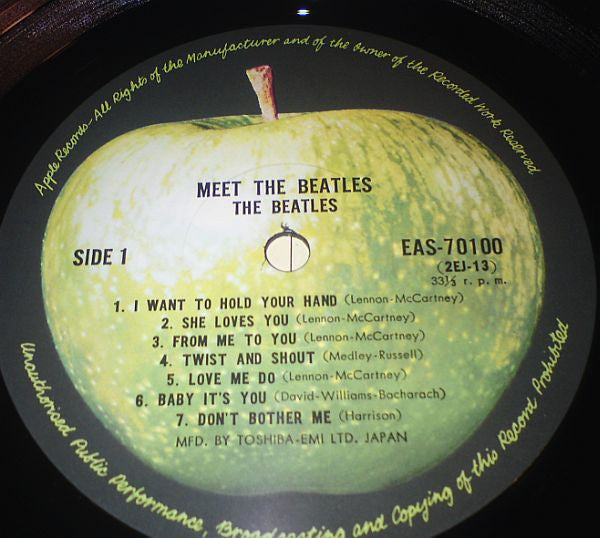 Apple Records-All Rights of the Manufacturer and of the Owner of the Recorded Work Reserved
MEET THE BEATLES
THE BEATLES
SIDE 1
EAS-70100
(2EJ-13)
33⅓ r. p. m.
1. I WANT TO HOLD YOUR HAND (Lennon-McCartney)
2. SHE LOVES YOU (Lennon-McCartney)
3. FROM ME TO YOU (Lennon-McCartney)
4. TWIST AND SHOUT (Medley-Russell)
5. LOVE ME DO (Lennon-McCartney)
6. BABY IT'S YOU (David-Williams-Bacharach)
7. DON'T BOTHER ME (Harrison)
MFD. BY TOSHIBA-EMI LTD. JAPAN
Unauthorised Public Performance, Broadcasting and Copying of this Record Prohibited